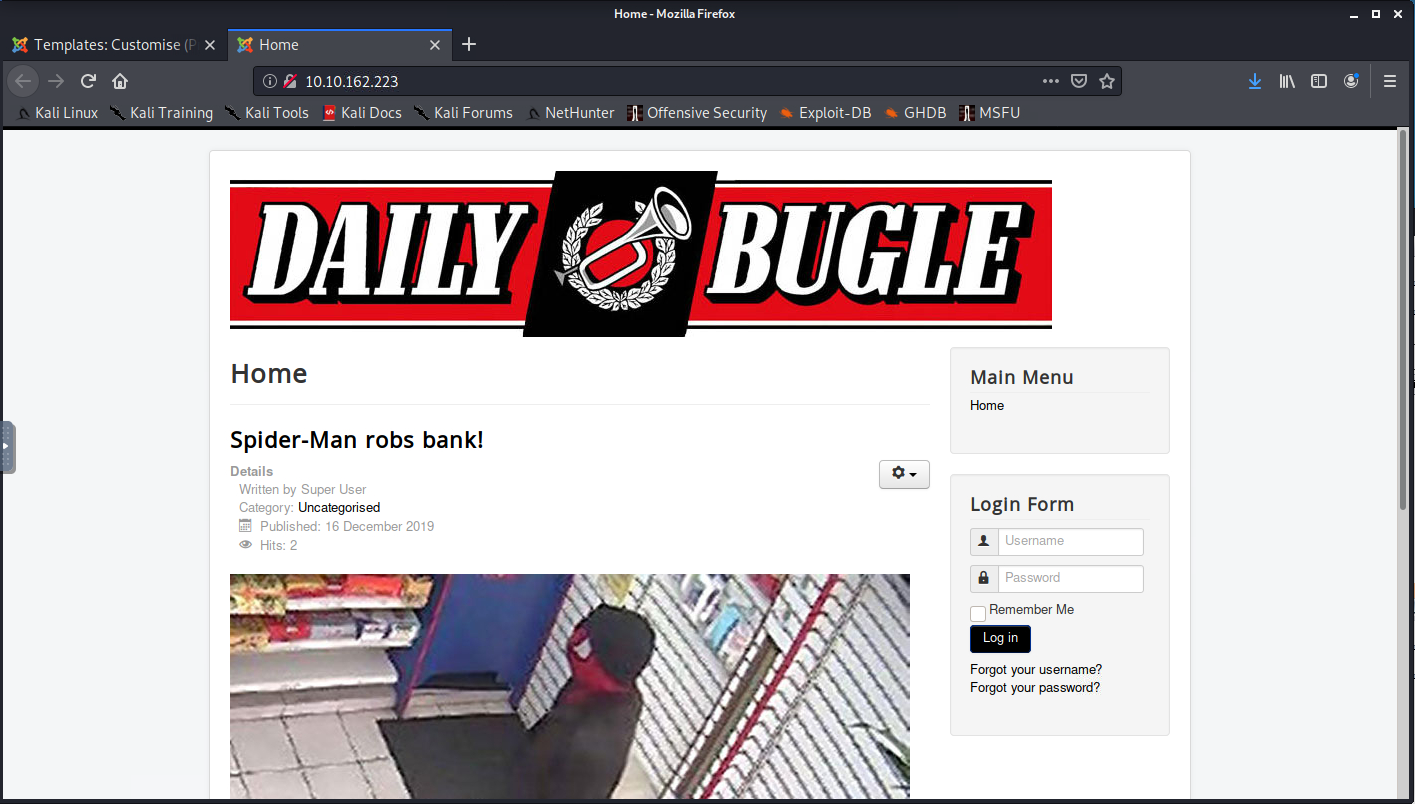 Home - Mozilla Firefox
Templates: Customise (P
Home
10.10.162.223
Kali Linux
Kali Training
Kali Tools
Kali Docs
Kali Forums
NetHunter
Offensive Security
Exploit-DB
GHDB
MSFU
DAILY BUGLE
Home
Spider-Man robs bank!
Details
Written by Super User
Category: Uncategorised
Published: 16 December 2019
Hits: 2
Main Menu
Home
Login Form
Username
Password
Remember Me
Log in
Forgot your username?
Forgot your password?